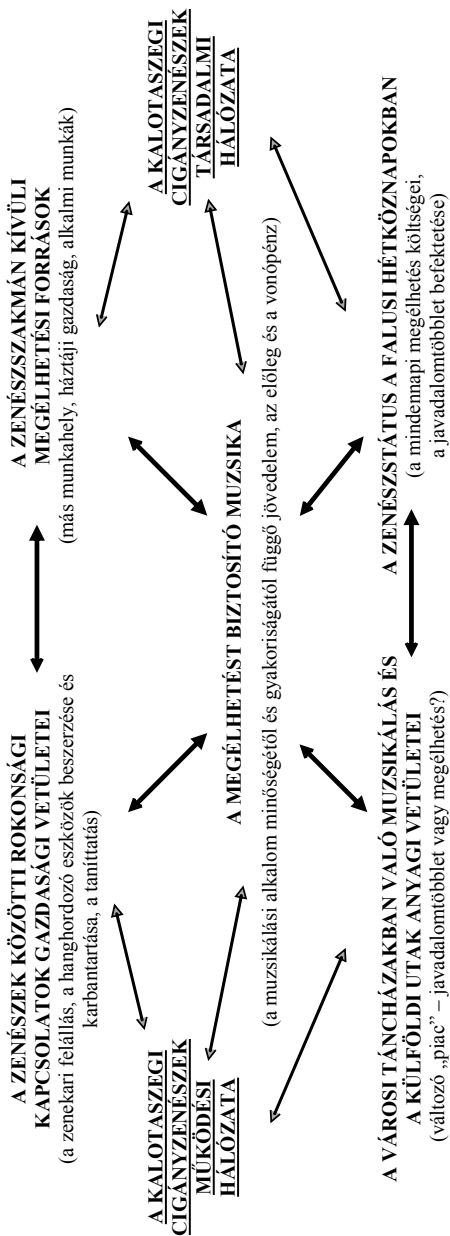 A ZENÉSZEK KÖZÖTTI ROKONSÁGI
KAPCSOLATOK GAZDASÁGI VETÜLETEI
(a zenekari felállás, a hanghordozó eszközök beszerzése és
karbantartása, a taníttatás)
A ZENÉSZSZAKMÁN KÍVÜLI
MEGÉLHETÉSI FORRÁSOK
(más munkahely, háztáji gazdaság, alkalmi munkák)
A KALOTASZEGI
CIGÁNYZENÉSZEK
MŰKÖDÉSI
HÁLÓZATA
A MEGÉLHETÉST BIZTOSÍTÓ MUZSIKA
(a muzsikálási alkalom minőségétől és gyakoriságától függő jövedelem, az előleg és a vonópénz)
A KALOTASZEGI
CIGÁNYZENÉSZEK
TÁRSADALMI
HÁLÓZATA
A VÁROSI TÁNCHÁZAKBAN VALÓ MUZSIKÁLÁS ÉS
A KÜLFÖLDI UTAK ANYAGI VETÜLETEI
(változó „piac” – javadalomtöbblet vagy megélhetés?)
A ZENÉSZSTÁTUS A FALUSI HÉTKÖZNAPOKBAN
(a mindennapi megélhetés költségei,
a javadalomtöbblet befektetése)